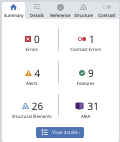 Summary Details Reference Structure Contrast
0 1
Errors Contrast Errors
4 9
Alerts Features
26 31
Structural Elements ARIA
View details ›